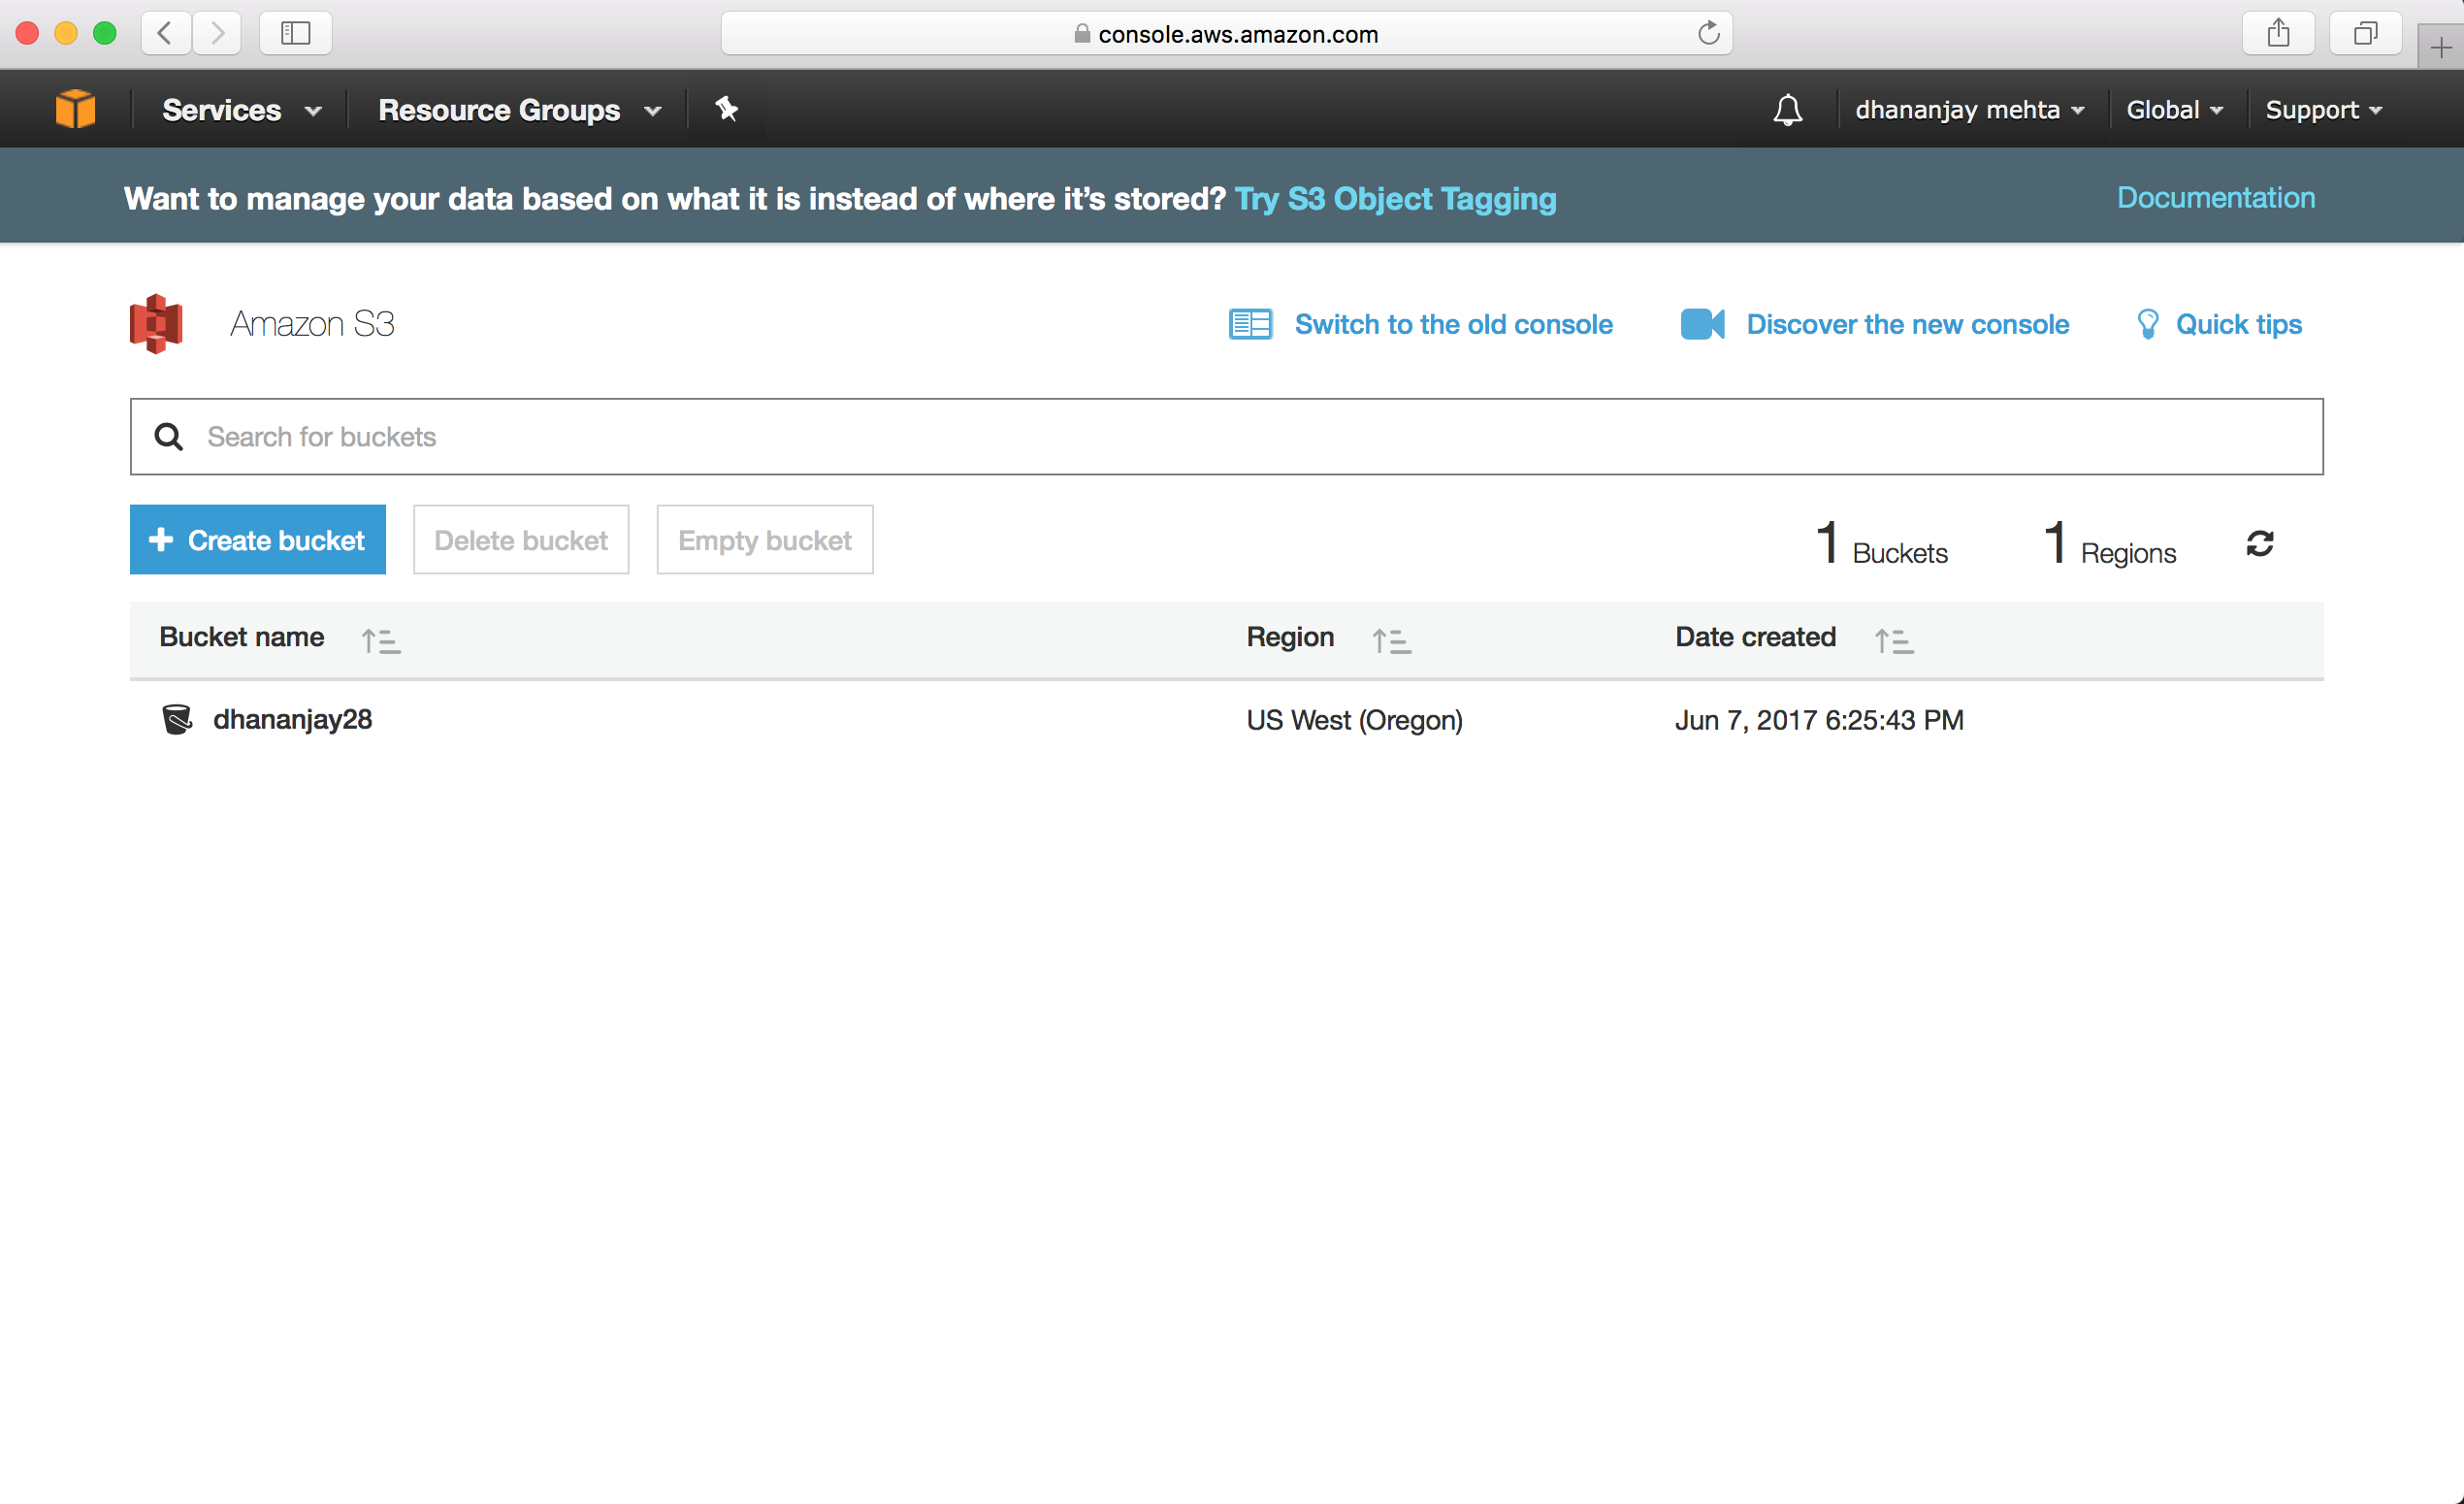 console.aws.amazon.com
Services Resource Groups dhananjay mehta Global Support
Want to manage your data based on what it is instead of where it’s stored? Try S3 Object Tagging Documentation
Amazon S3 Switch to the old console Discover the new console Quick tips
Search for buckets
Create bucket Delete bucket Empty bucket 1 Buckets 1 Regions
Bucket name Region Date created
dhananjay28 US West (Oregon) Jun 7, 2017 6:25:43 PM